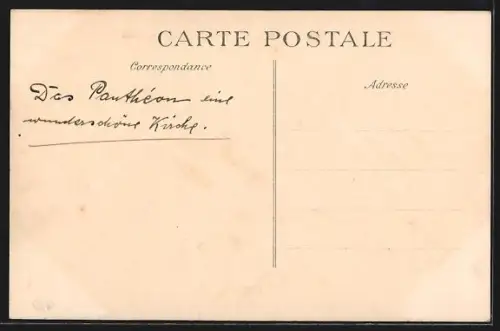 CARTE POSTALE
Correspondance
Adresse
Das Panthéon eine
wunderschöne Kirche.